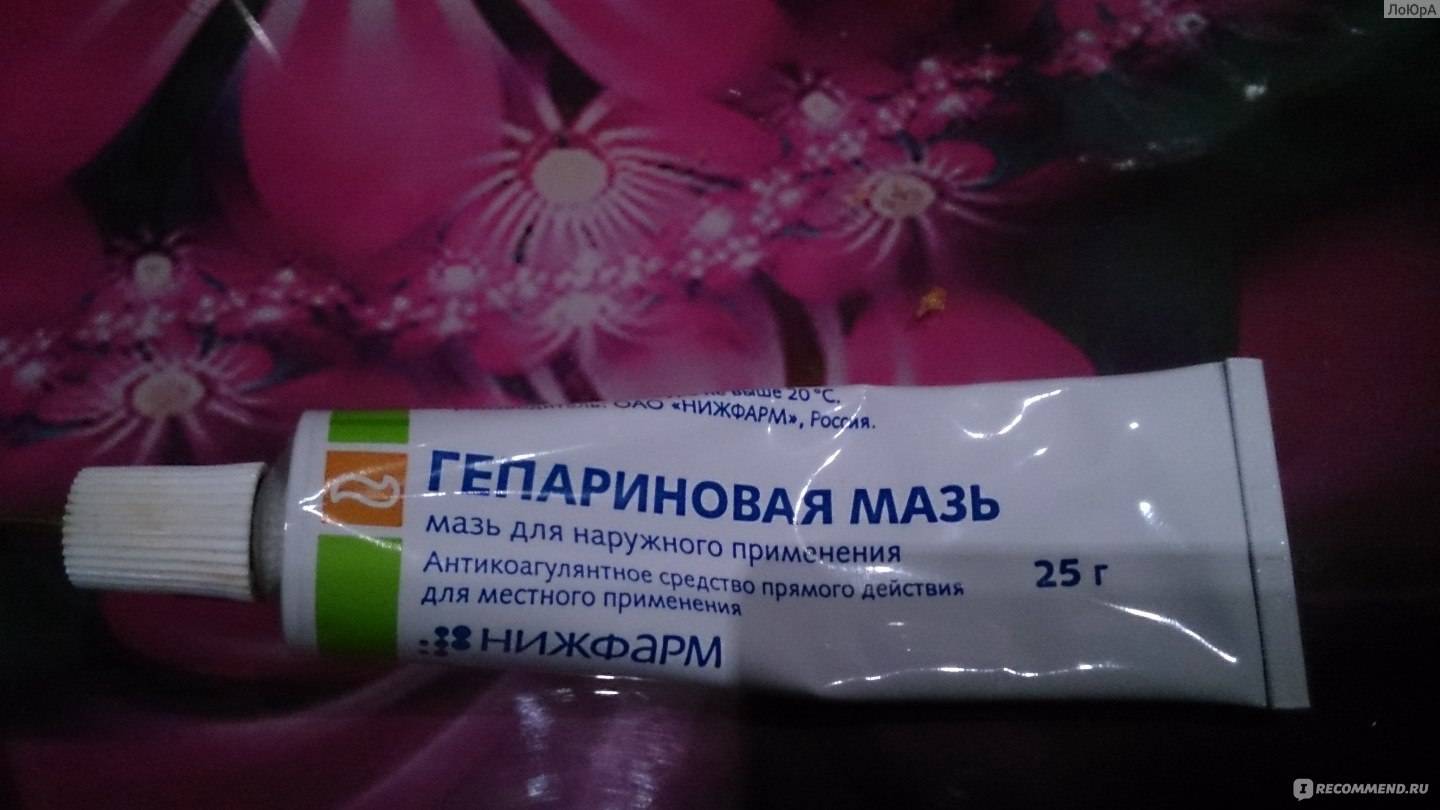 ЛоЮрА
выше 20 °C.
ОАО «НИЖФАРМ», Россия.
ГЕПАРИНОВАЯ МАЗЬ
мазь для наружного применения
Антикоагулянтное средство прямого действия
для местного применения
25 г
НИЖФАРМ
IRECOMMEND.RU